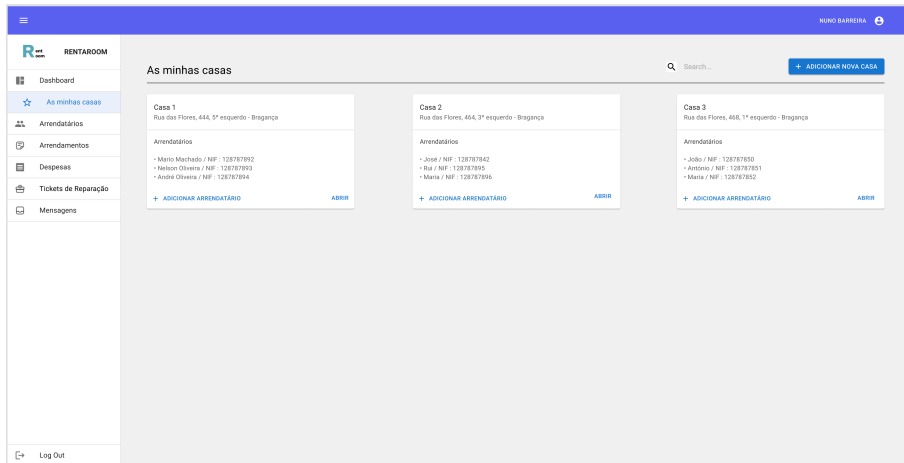 NUNO BARREIRA
Rent Room
RENTAROOM
Dashboard
As minhas casas
Arrendatários
Arrendamentos
Despesas
Tickets de Reparação
Mensagens
Log Out
As minhas casas
Search...
+ ADICIONAR NOVA CASA
Casa 1
Rua das Flores, 444, 5º esquerdo - Bragança
Arrendatários
• Mario Machado / NIF : 128787892
• Nelson Oliveira / NIF : 128787893
• André Oliveira / NIF : 128787894
+ ADICIONAR ARRENDATÁRIO
ABRIR
Casa 2
Rua das Flores, 464, 3º esquerdo - Bragança
Arrendatários
• José / NIF : 128787842
• Rui / NIF : 128787895
• Maria / NIF : 128787896
+ ADICIONAR ARRENDATÁRIO
ABRIR
Casa 3
Rua das Flores, 468, 1º esquerdo - Bragança
Arrendatários
• João / NIF : 128787850
• António / NIF : 128787851
• Maria / NIF : 128787852
+ ADICIONAR ARRENDATÁRIO
ABRIR